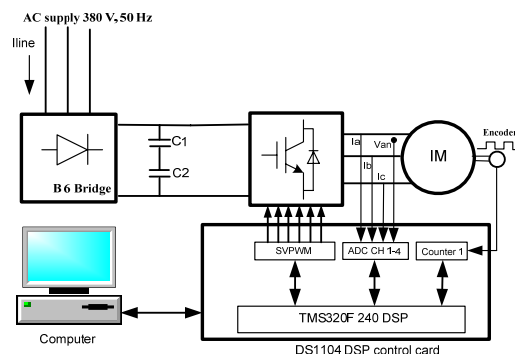 AC supply 380 V, 50 Hz
Iline
C1
C2
B 6 Bridge
Ia
Van
Ib
Ic
IM
Encoder
SVPWM
ADC CH 1-4
Counter 1
TMS320F 240 DSP
Computer
DS1104 DSP control card